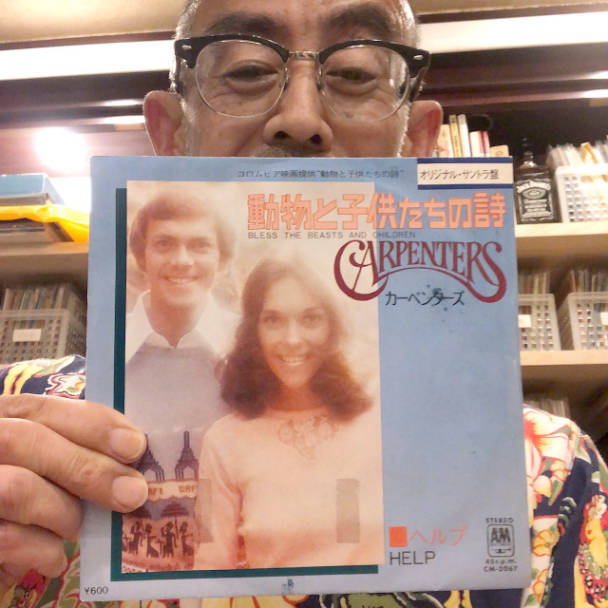 コロムビア映画提供“動物と子供たちの詩”
オリジナル・サントラ盤
動物と子供たちの詩
BLESS THE BEASTS AND CHILDREN
CARPENTERS
カーペンターズ
■ヘルプ
HELP
STEREO
A&M
45r.p.m.
CM-2067
¥600